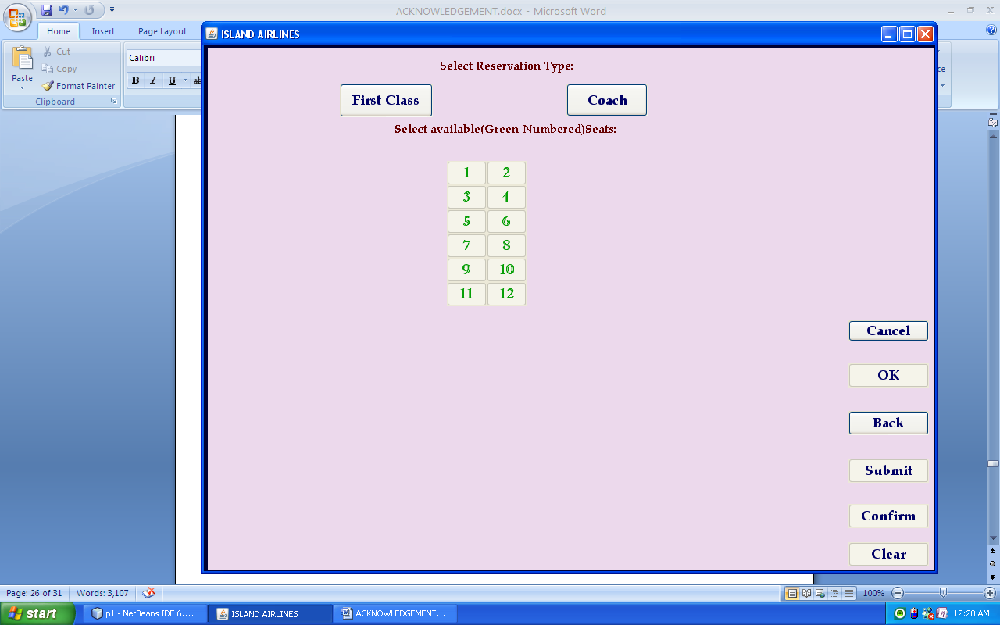 ACKNOWLEDGEMENT.docx - Microsoft Word
Home Insert Page Layout
ISLAND AIRLINES
Paste
Cut
Copy
Format Painter
Clipboard
Calibri
B I U
Select Reservation Type:
First Class Coach
Select available(Green-Numbered)Seats:
1 2
3 4
5 6
7 8
9 10
11 12
Cancel
OK
Back
Submit
Confirm
Clear
Page: 26 of 31 Words: 3,107 100%
start p1 - NetBeans IDE 6.... ISLAND AIRLINES ACKNOWLEDGEMENT... 12:28 AM